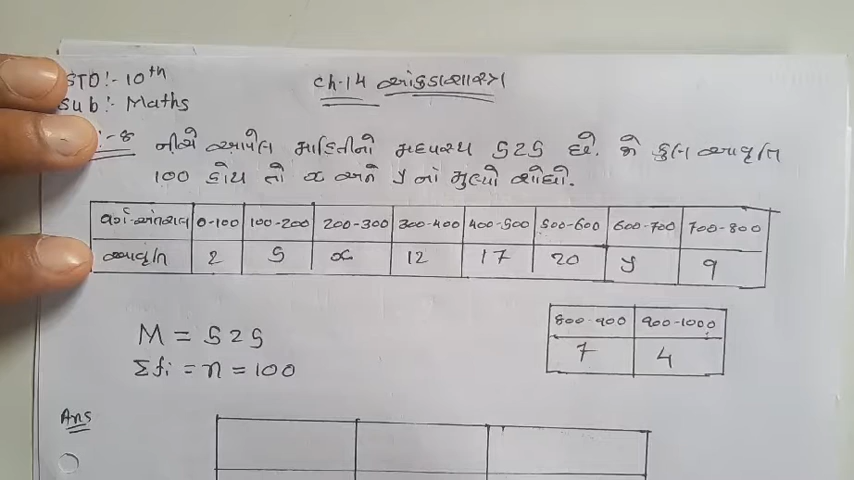 STD:- 10th
Ch-14 આંકડાશાસ્ત્ર
Sub:- Maths
:-8 નીચે આપેલ માહિતીનો મધ્યસ્થ 525 છે. જો કુલ આવૃત્તિ
100 હોય તો x અને y નાં મુલ્યો શોધો.
વર્ગ-અંતરાલ 0-100 100-200 200-300 300-400 400-500 500-600 600-700 700-800
આવૃત્તિ 2 5 x 12 17 20 y 9
800-900 900-1000
7 4
M = 525
Σfi = n = 100
Ans